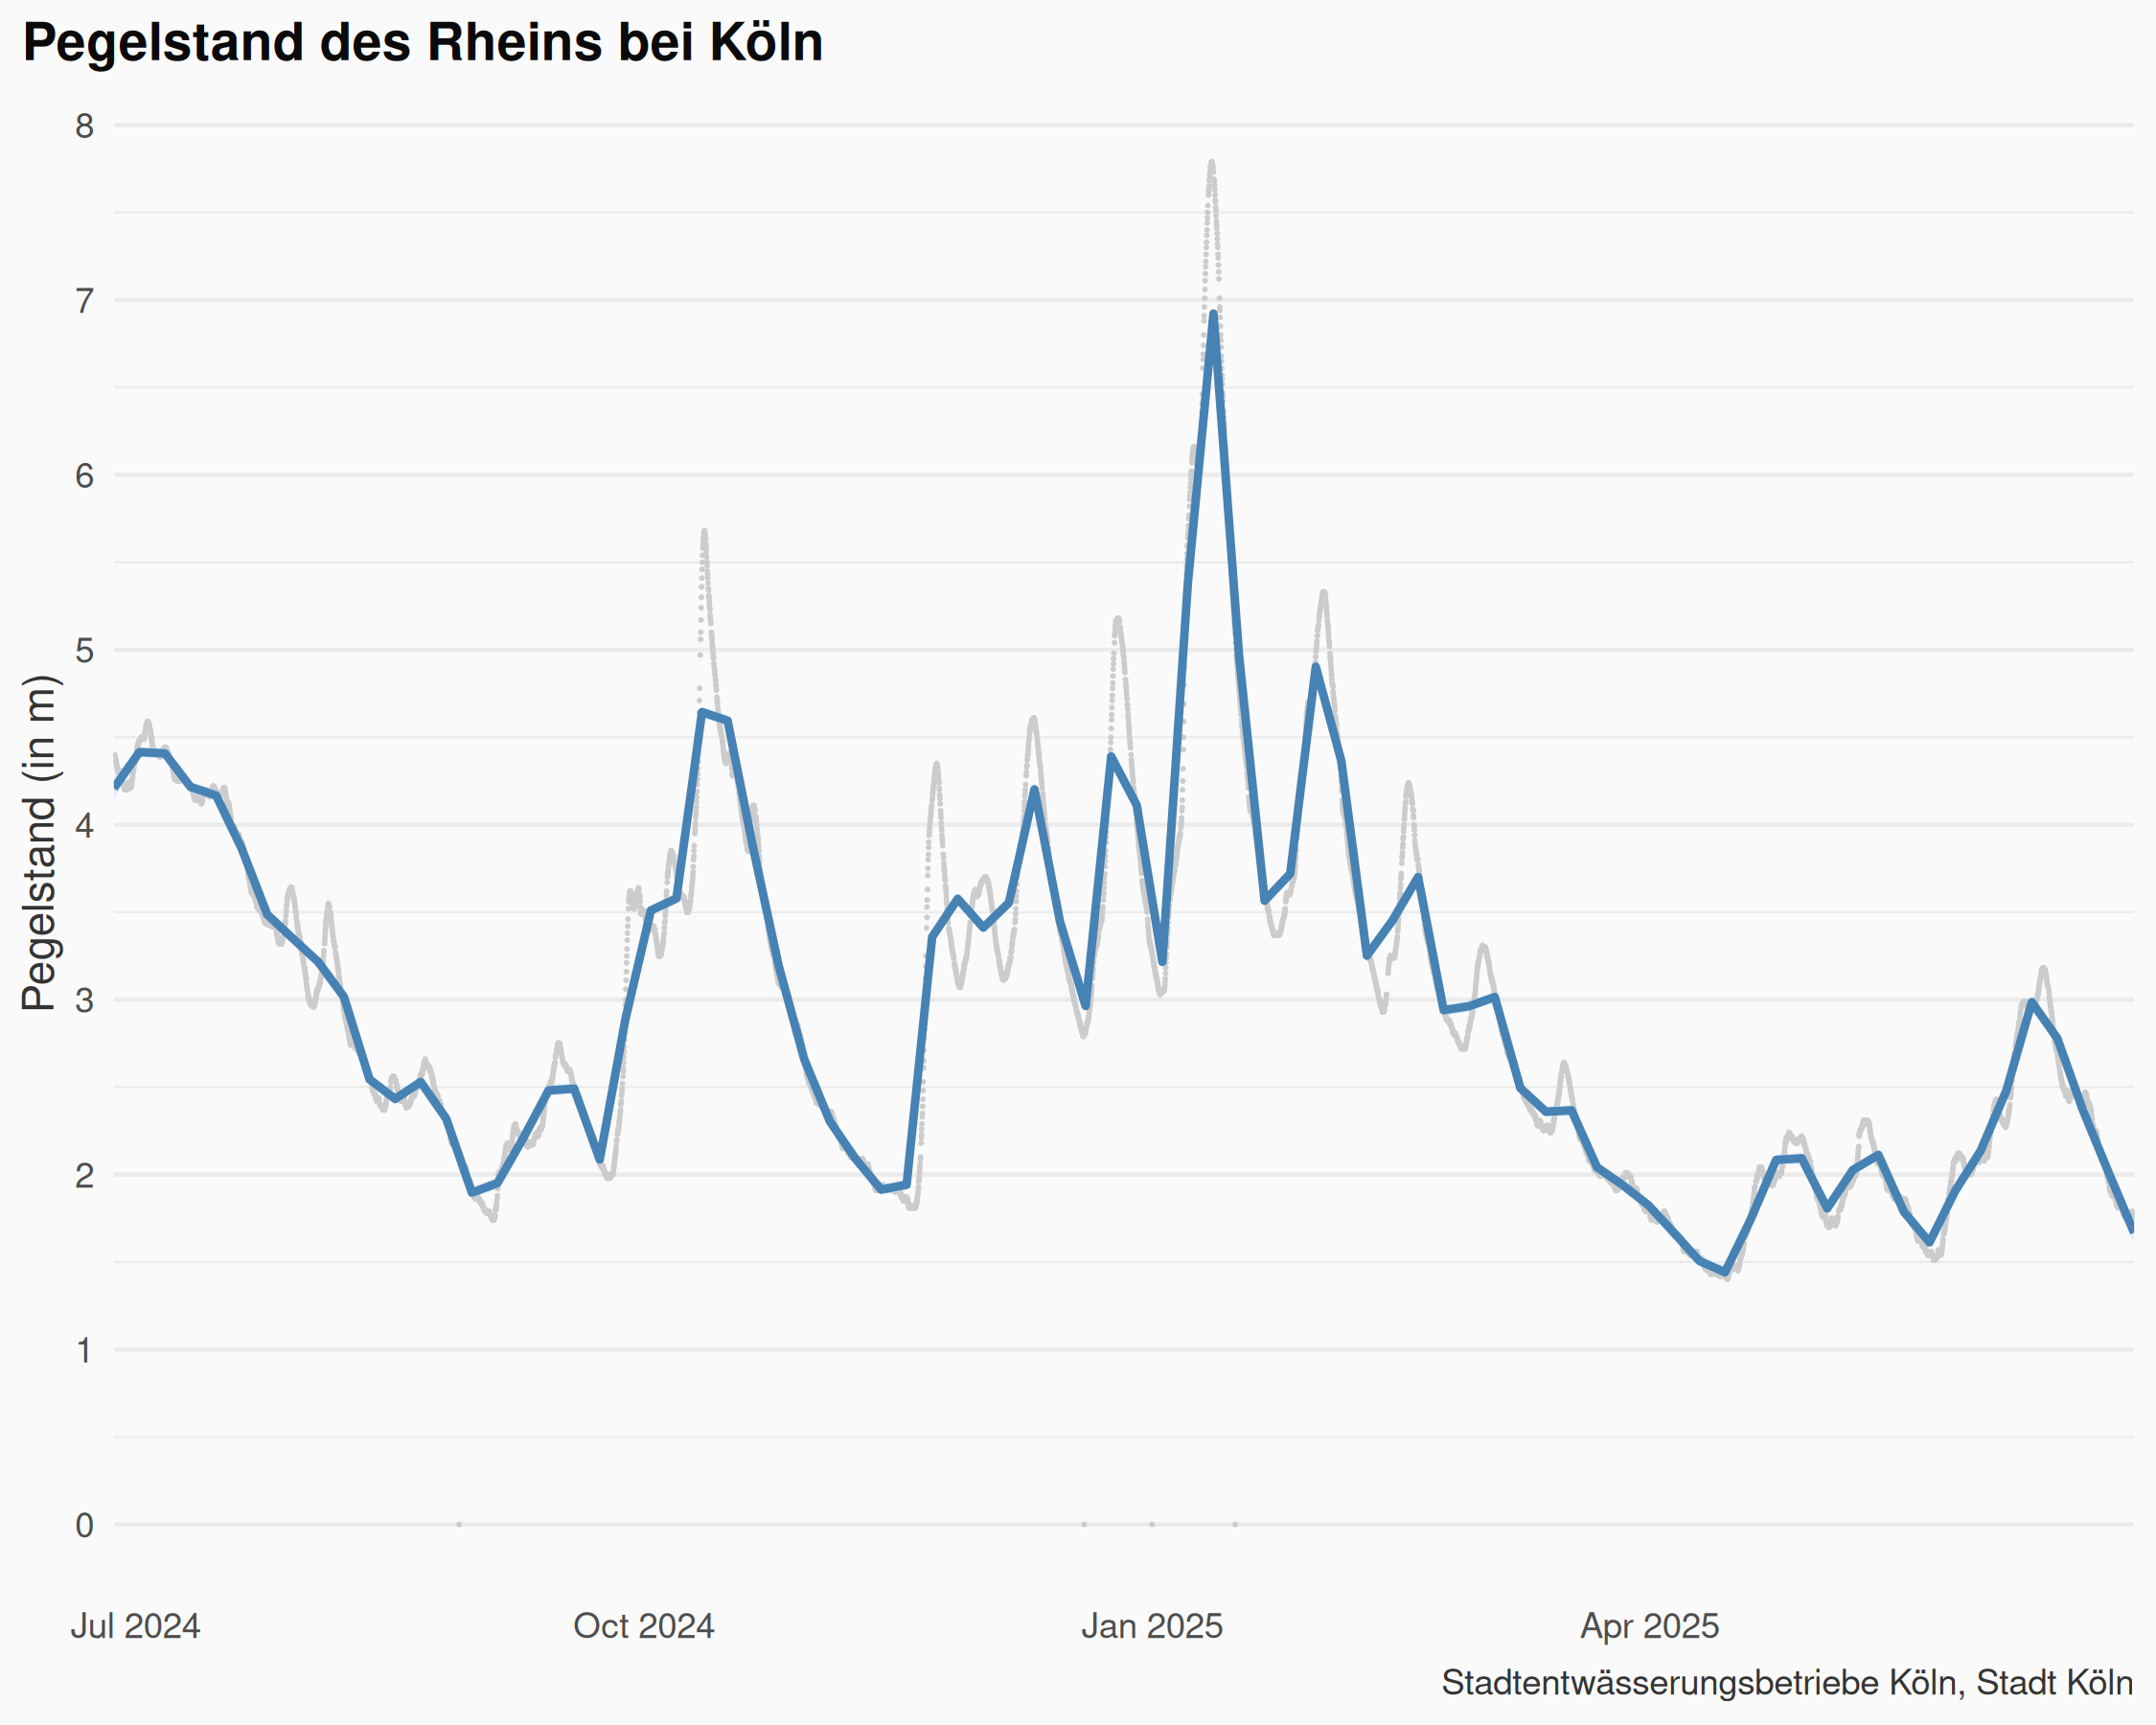 Pegelstand des Rheins bei Köln
Pegelstand (in m)
8
7
6
5
4
3
2
1
0
Jul 2024 Oct 2024 Jan 2025 Apr 2025
Stadtentwässerungsbetriebe Köln, Stadt Köln